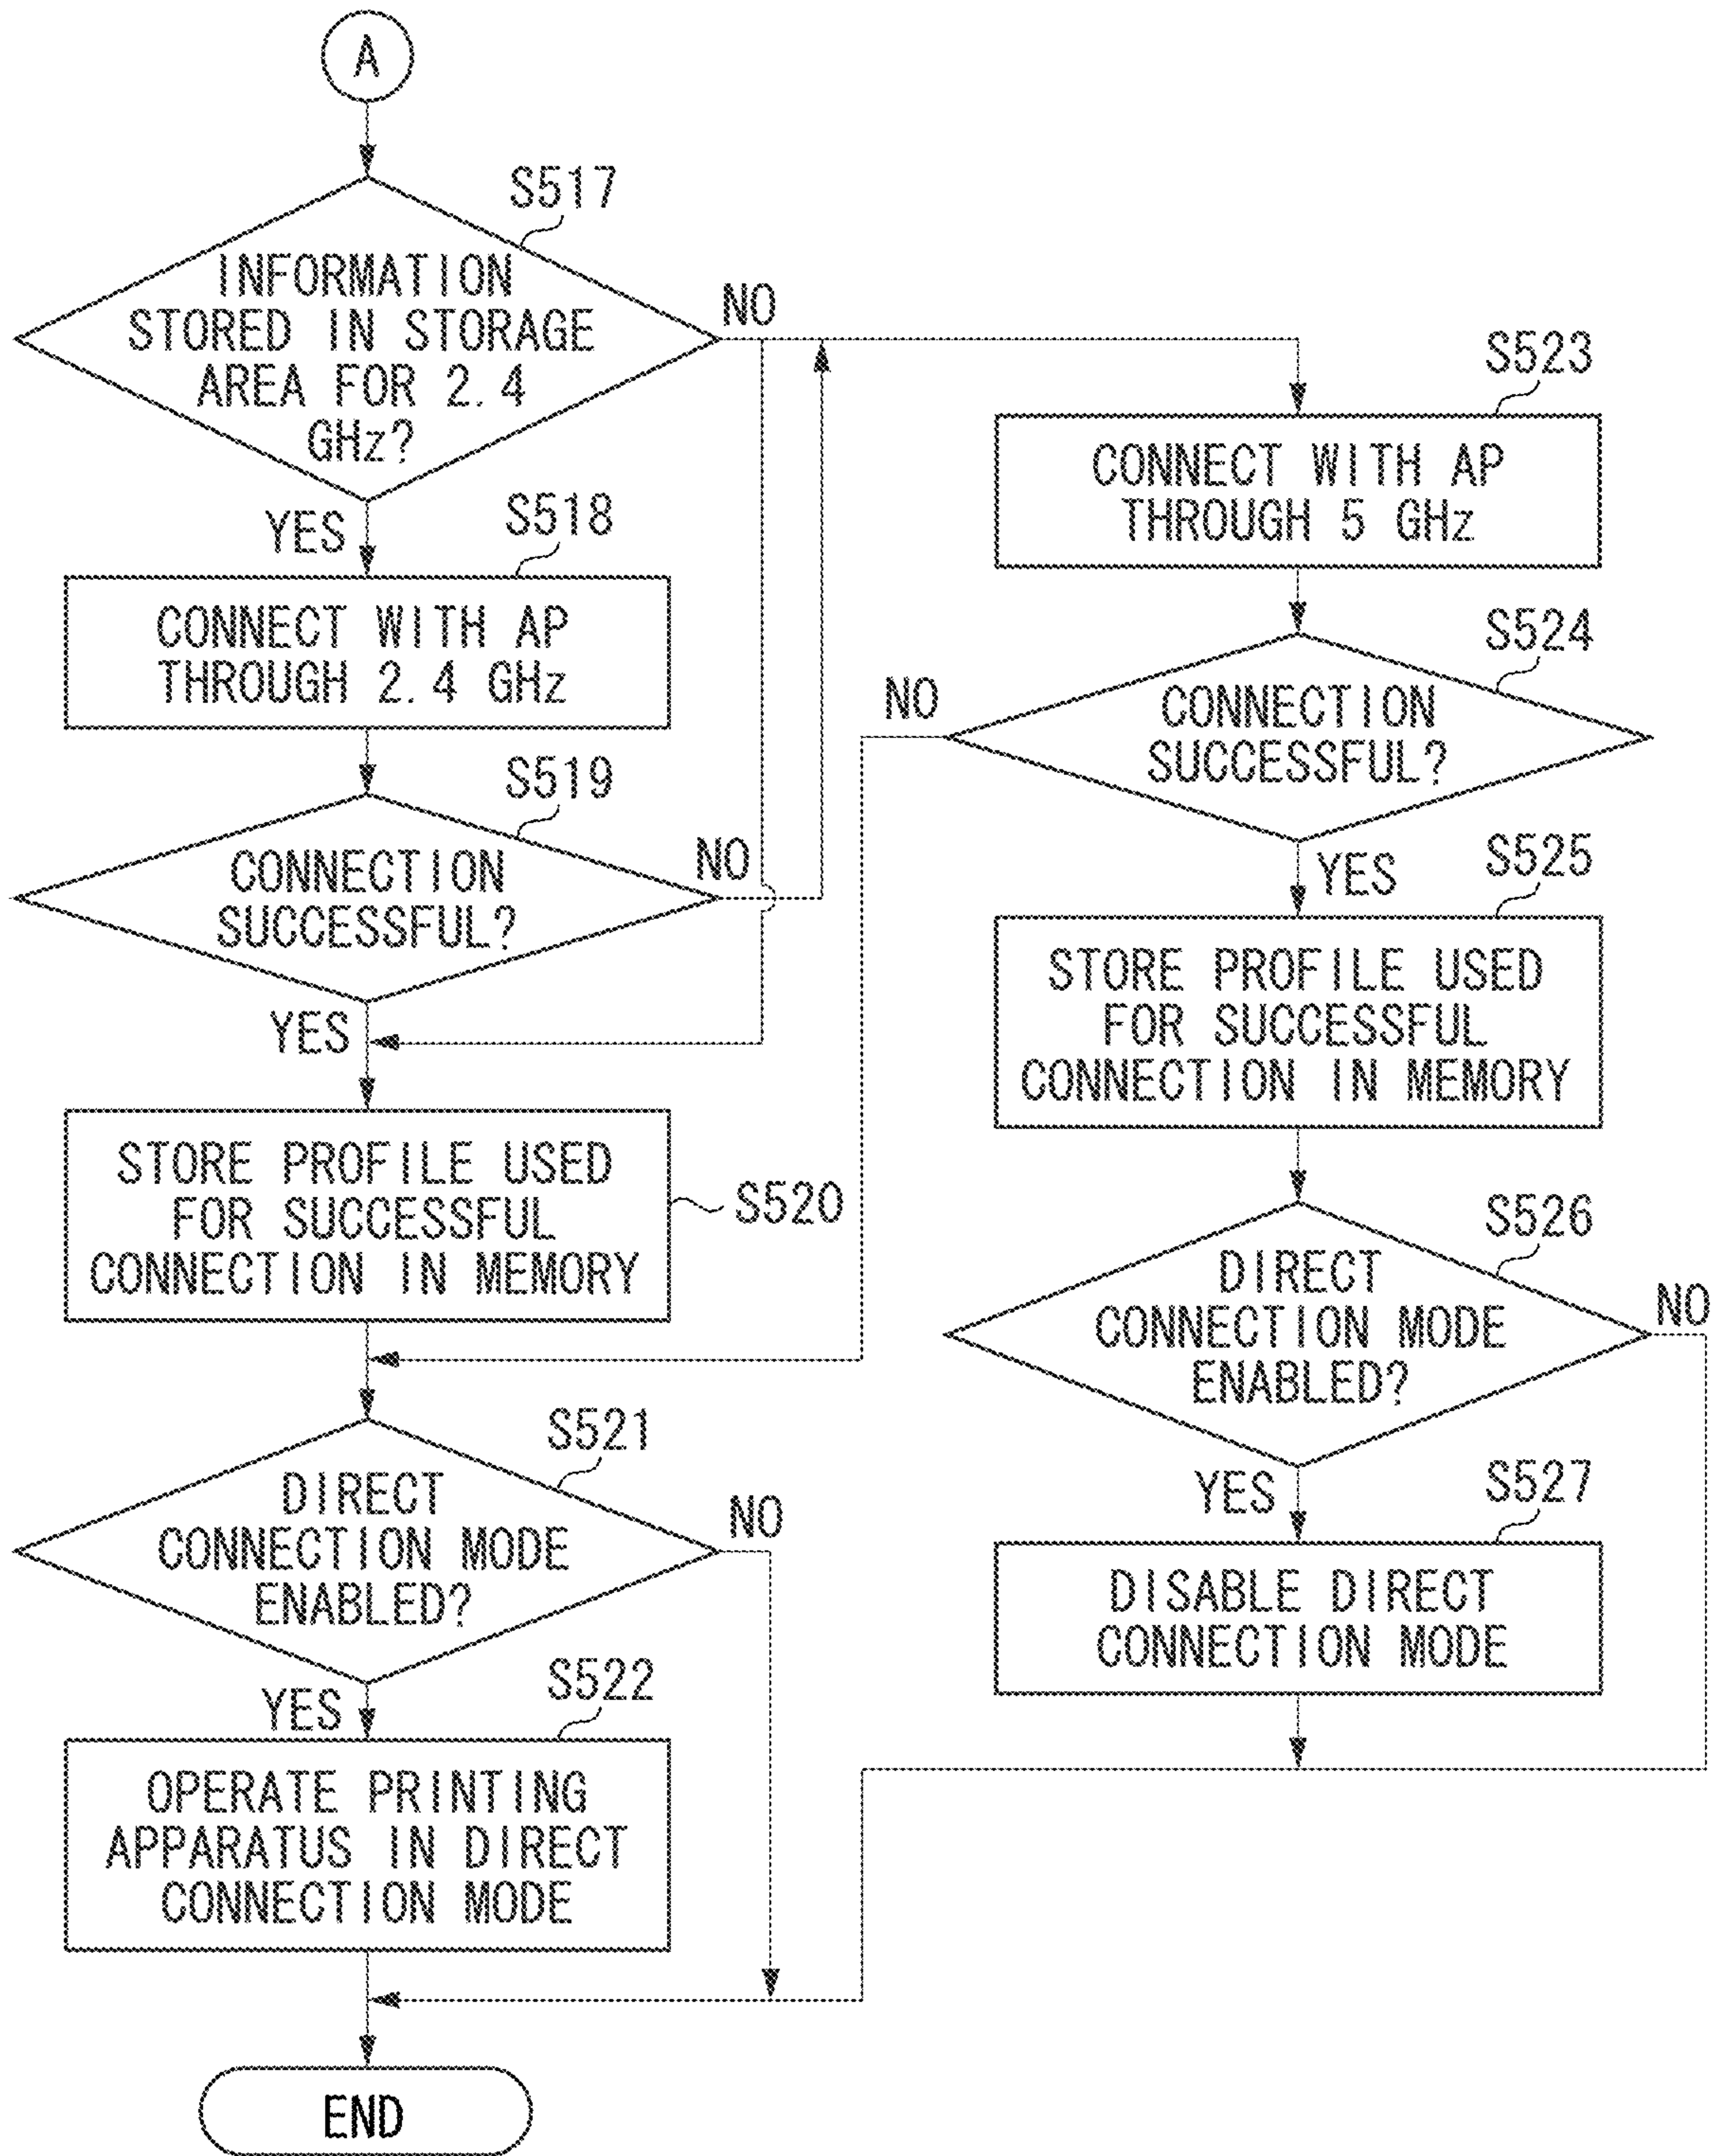 A
S517
INFORMATION
STORED IN STORAGE
AREA FOR 2.4
GHz?
NO
YES
S518
CONNECT WITH AP
THROUGH 2.4 GHz
S519
CONNECTION
SUCCESSFUL?
NO
YES
STORE PROFILE USED
FOR SUCCESSFUL
CONNECTION IN MEMORY
S520
S521
DIRECT
CONNECTION MODE
ENABLED?
NO
YES
S522
OPERATE PRINTING
APPARATUS IN DIRECT
CONNECTION MODE
END
S523
CONNECT WITH AP
THROUGH 5 GHz
S524
NO
CONNECTION
SUCCESSFUL?
YES
S525
STORE PROFILE USED
FOR SUCCESSFUL
CONNECTION IN MEMORY
S526
DIRECT
CONNECTION MODE
ENABLED?
NO
YES
S527
DISABLE DIRECT
CONNECTION MODE